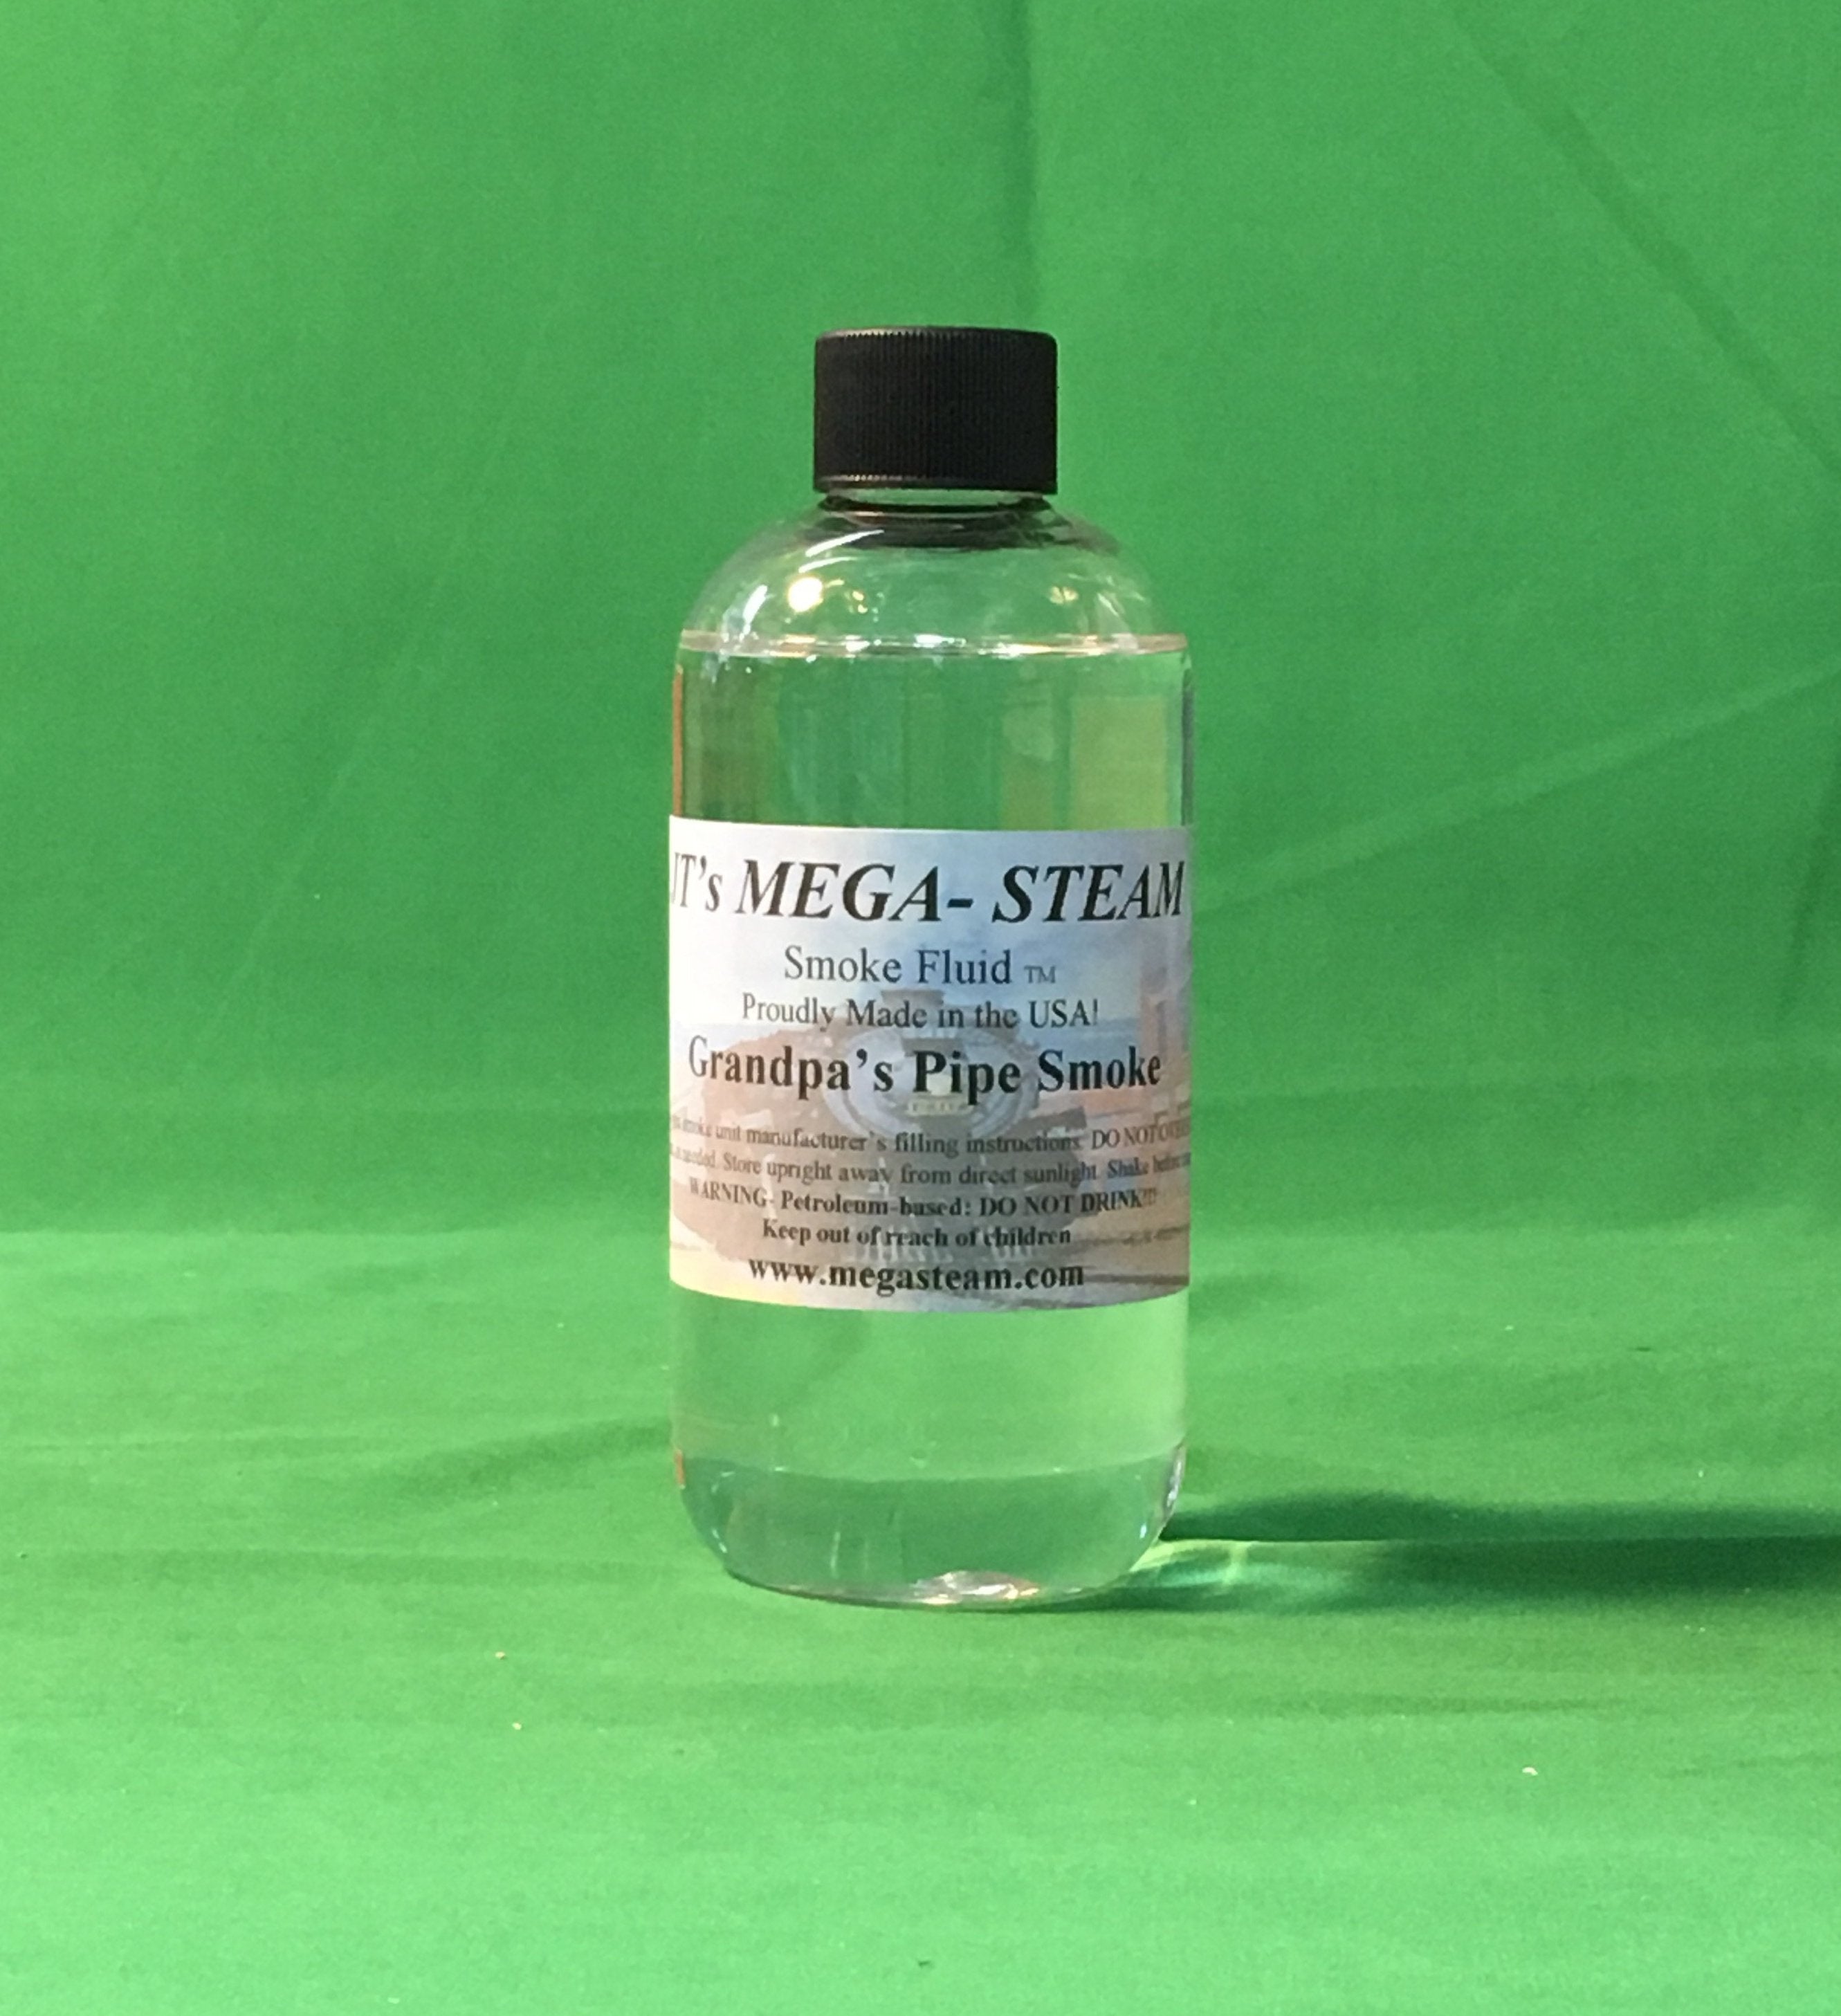 JT's MEGA- STEAM
Smoke Fluid TM
Proudly Made in the USA!
Grandpa's Pipe Smoke
smoke unit manufacturer's filling instructions. DO NOT
needed. Store upright away from direct sunlight. Shake before
WARNING- Petroleum-based: DO NOT DRINK!!!
Keep out of reach of children
www.megasteam.com